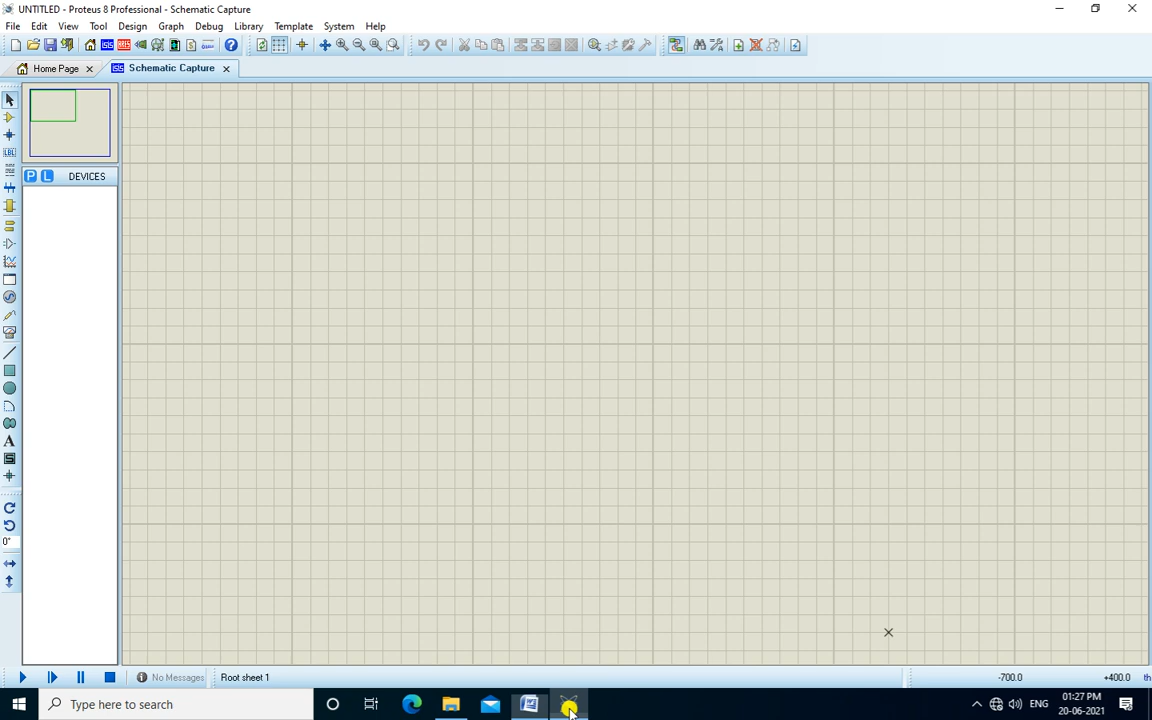 UNTITLED - Proteus 8 Professional - Schematic Capture
File Edit View Tool Design Graph Debug Library Template System Help
Home Page Schematic Capture
P L DEVICES
LBL
A
S
0°
No Messages Root sheet 1 -700.0 +400.0 th
Type here to search ENG 01:27 PM
20-06-2021